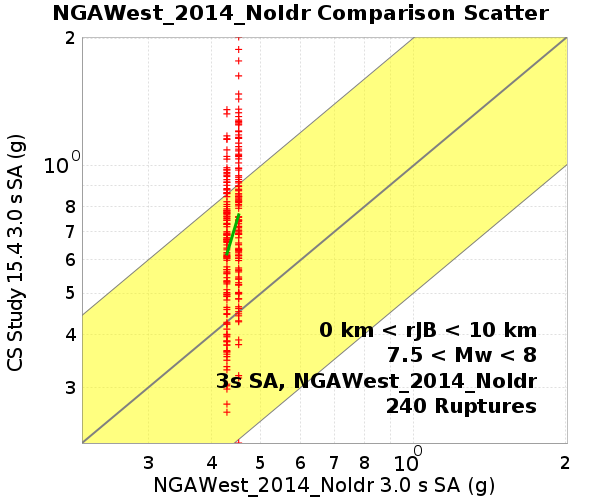 NGAWest_2014_NoIdr Comparison Scatter
2
10⁰
8
7
6
5
4
3
CS Study 15.4 3.0 s SA (g)
0 km < rJB < 10 km
7.5 < Mw < 8
3s SA, NGAWest_2014_NoIdr
240 Ruptures
3 4 5 6 8 10⁰ 2
NGAWest_2014_NoIdr 3.0 s SA (g)